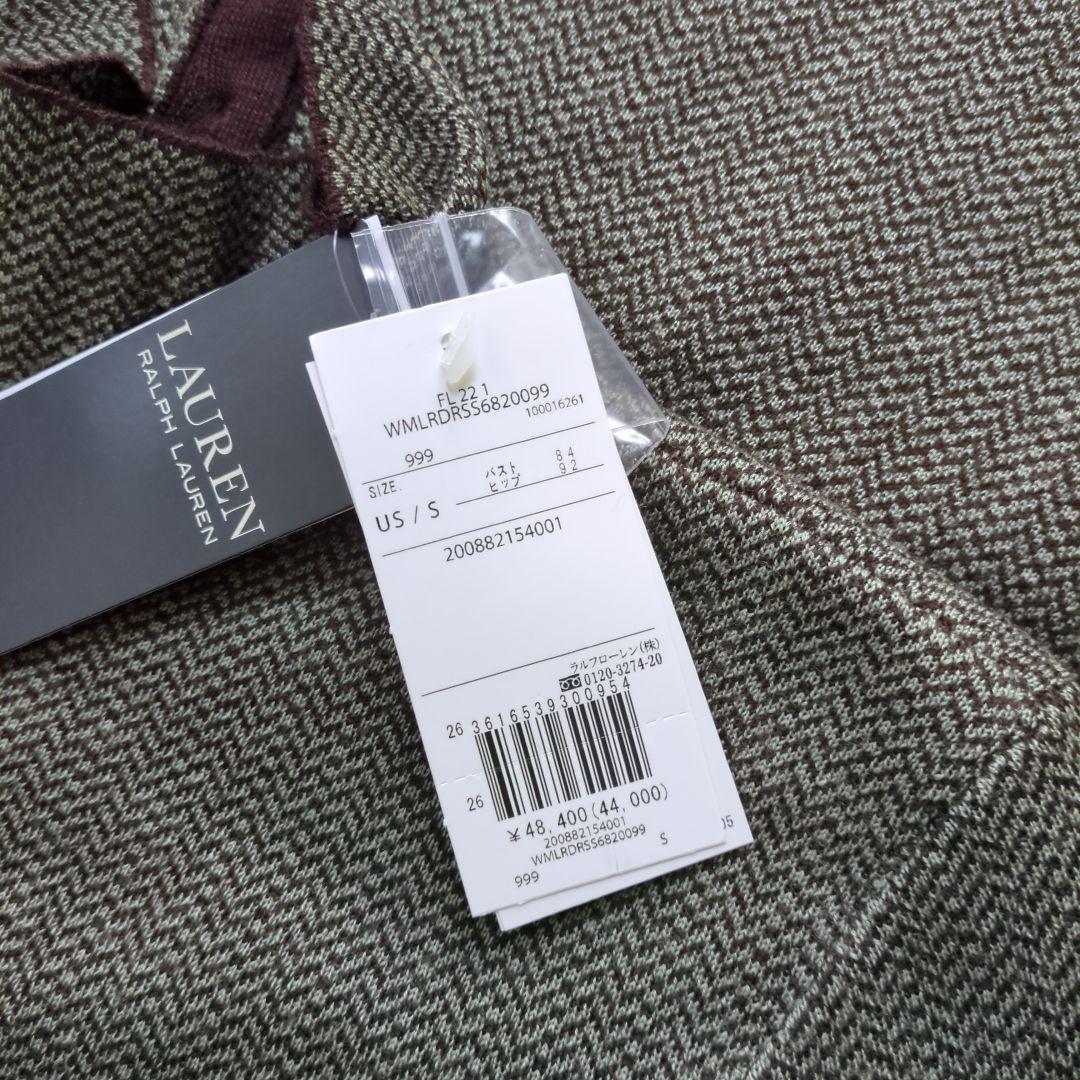 LAUREN
RALPH LAUREN
FL 22 1
WMLRDRSS6820099
100016261
999
SIZE.
バスト 84
ヒップ 92
US / S
200882154001
ラルフローレン(株)
0120-3274-20
26 3616539300954
26
¥48,400(44,000)
200882154001
WMLRDRSS6820099
999 S
05